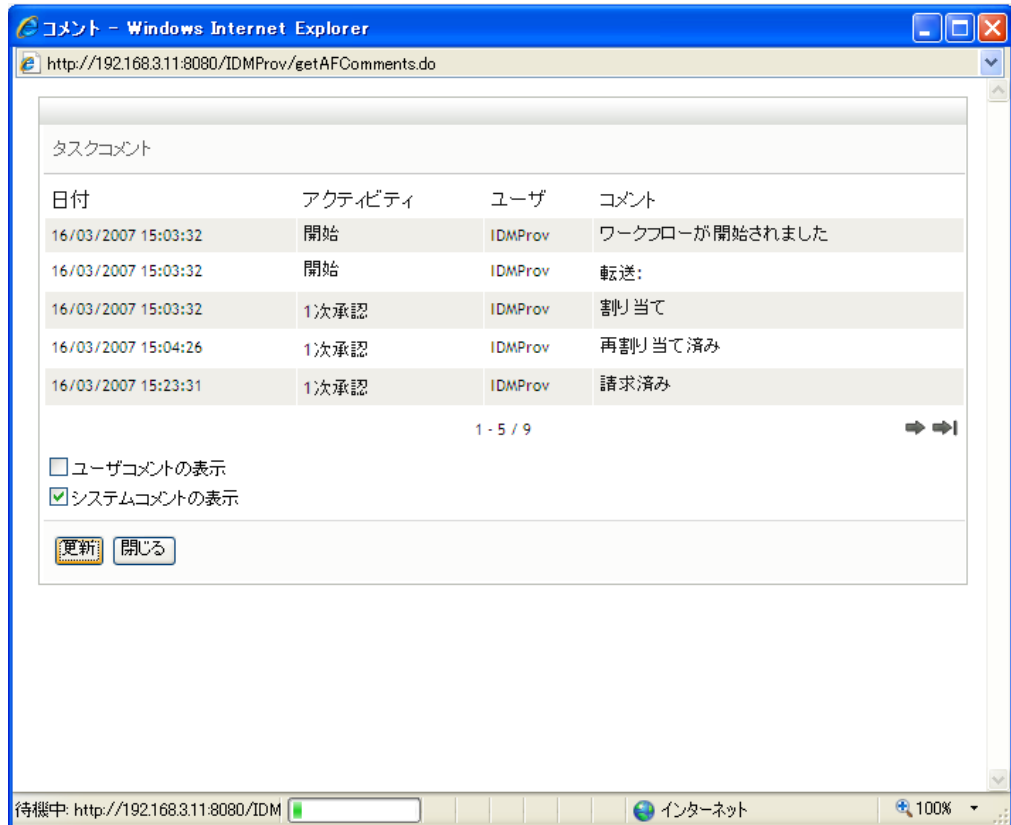 コメント - Windows Internet Explorer
http://192.168.3.11:8080/IDMProv/getAFComments.do
タスクコメント
日付 アクティビティ ユーザ コメント
16/03/2007 15:03:32 開始 IDMProv ワークフローが開始されました
16/03/2007 15:03:32 開始 IDMProv 転送:
16/03/2007 15:03:32 1次承認 IDMProv 割り当て
16/03/2007 15:04:26 1次承認 IDMProv 再割り当て済み
16/03/2007 15:23:31 1次承認 IDMProv 請求済み
1 - 5 / 9
ユーザコメントの表示
システムコメントの表示
更新 閉じる
待機中: http://192.168.3.11:8080/IDM インターネット 100%